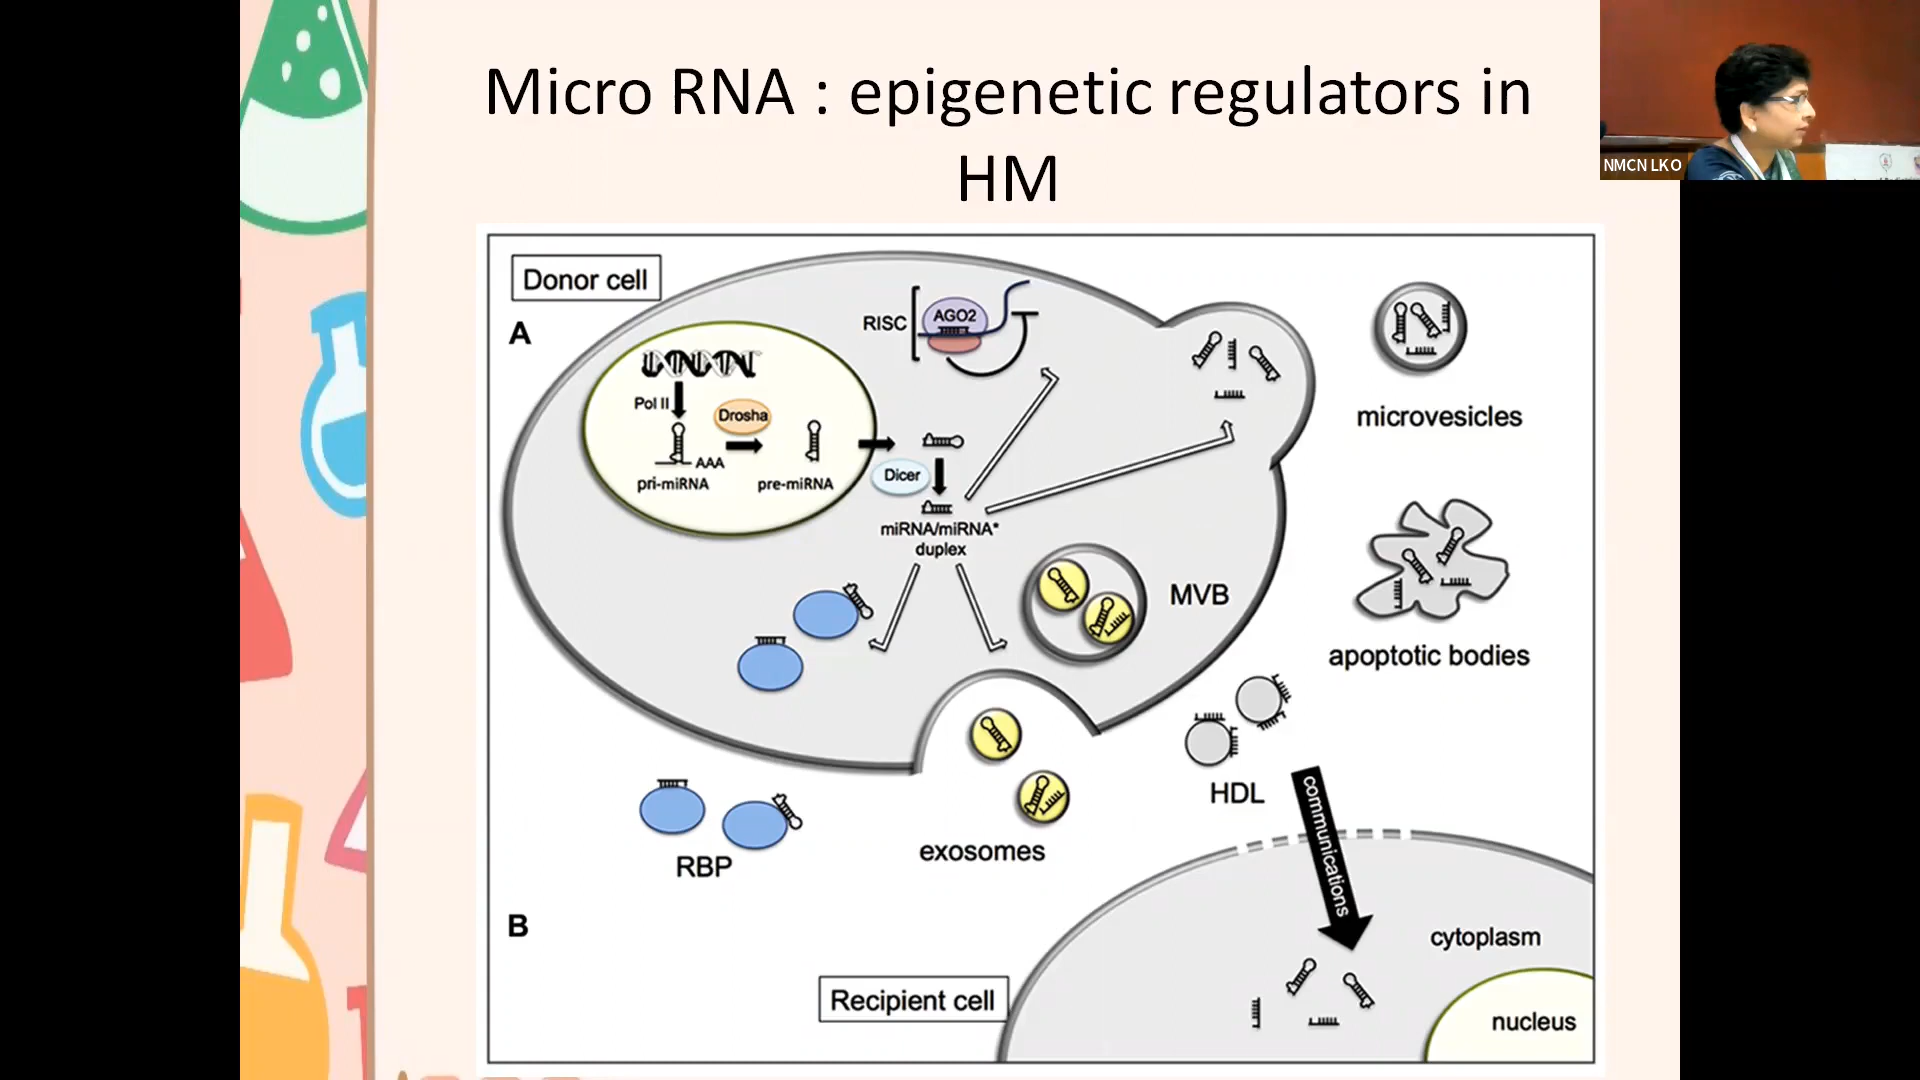 Micro RNA : epigenetic regulators in
HM
NMCN LKO
Donor cell
A
RISC
AGO2
Pol II
Drosha
AAA
pri-miRNA
pre-miRNA
Dicer
miRNA/miRNA*
duplex
MVB
microvesicles
apoptotic bodies
HDL
RBP
exosomes
communications
B
Recipient cell
cytoplasm
nucleus